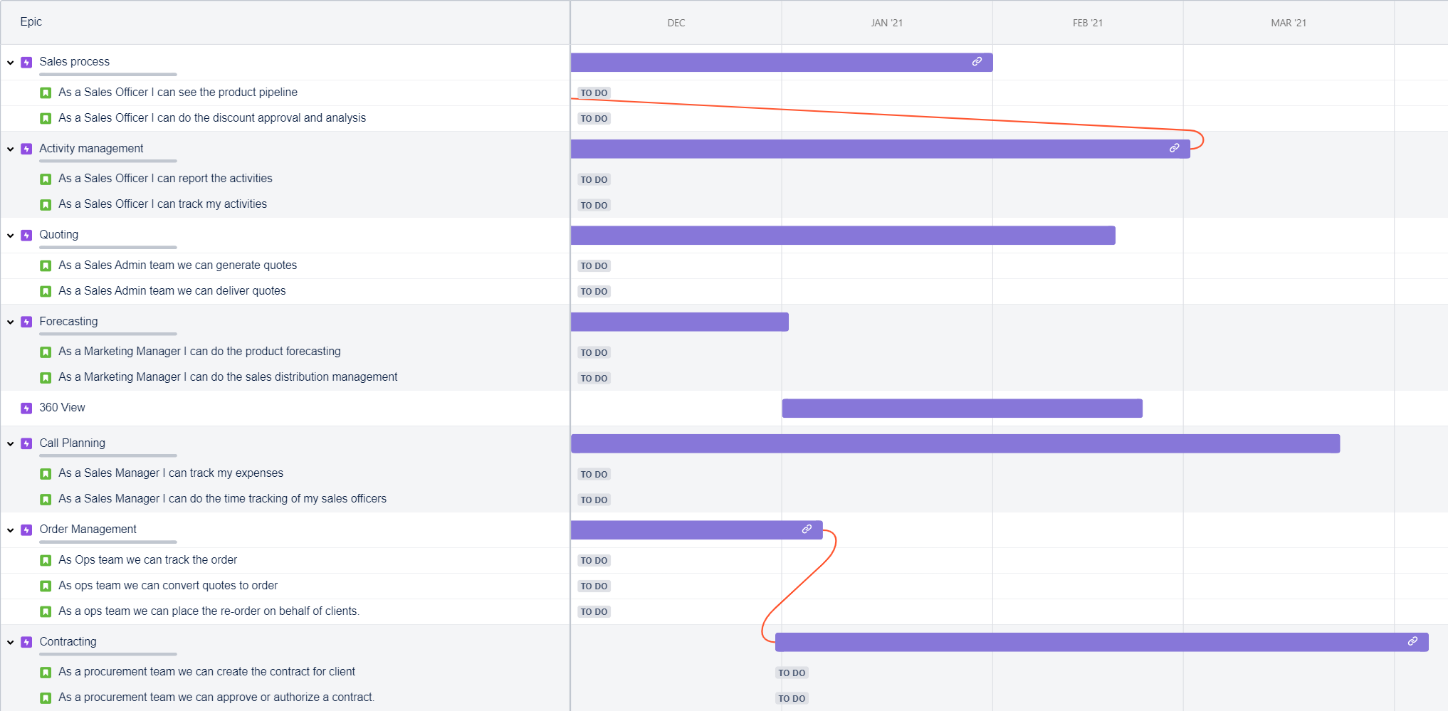 Epic
DEC
JAN '21
FEB '21
MAR '21
Sales process
As a Sales Officer I can see the product pipeline
TO DO
As a Sales Officer I can do the discount approval and analysis
TO DO
Activity management
As a Sales Officer I can report the activities
TO DO
As a Sales Officer I can track my activities
TO DO
Quoting
As a Sales Admin team we can generate quotes
TO DO
As a Sales Admin team we can deliver quotes
TO DO
Forecasting
As a Marketing Manager I can do the product forecasting
TO DO
As a Marketing Manager I can do the sales distribution management
TO DO
360 View
Call Planning
As a Sales Manager I can track my expenses
TO DO
As a Sales Manager I can do the time tracking of my sales officers
TO DO
Order Management
As Ops team we can track the order
TO DO
As ops team we can convert quotes to order
TO DO
As a ops team we can place the re-order on behalf of clients.
TO DO
Contracting
As a procurement team we can create the contract for client
TO DO
As a procurement team we can approve or authorize a contract.
TO DO